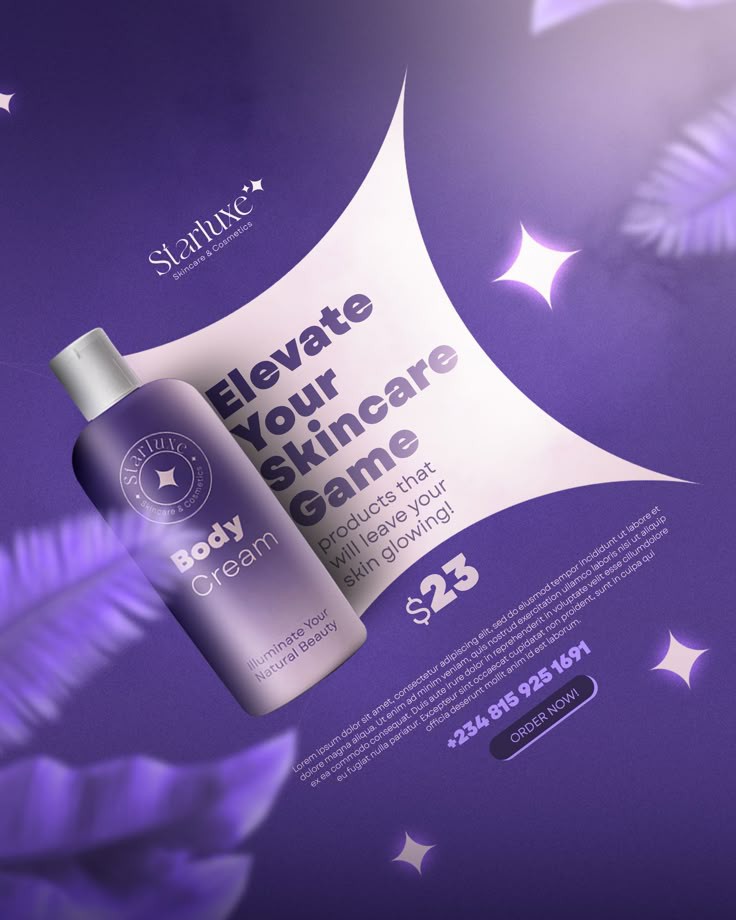 Starluxe
Skincare & Cosmetics
Elevate
Your
Skincare
Game
products that
will leave your
skin glowing!
$23
Starluxe
Skincare & Cosmetics
Body
Cream
Illuminate Your
Natural Beauty
Lorem ipsum dolor sit amet, consectetur adipiscing elit, sed do eiusmod tempor incididunt ut labore et
dolore magna aliqua. Ut enim ad minim veniam, quis nostrud exercitation ullamco laboris nisi ut aliquip
ex ea commodo consequat. Duis aute irure dolor in reprehenderit in voluptate velit esse cillumdolore
eu fugiat nulla pariatur. Excepteur sint occaecat cupidatat non proident, sunt in culpa qui
officia deserunt mollit anim id est laborum.
+234 815 925 1691
ORDER NOW!